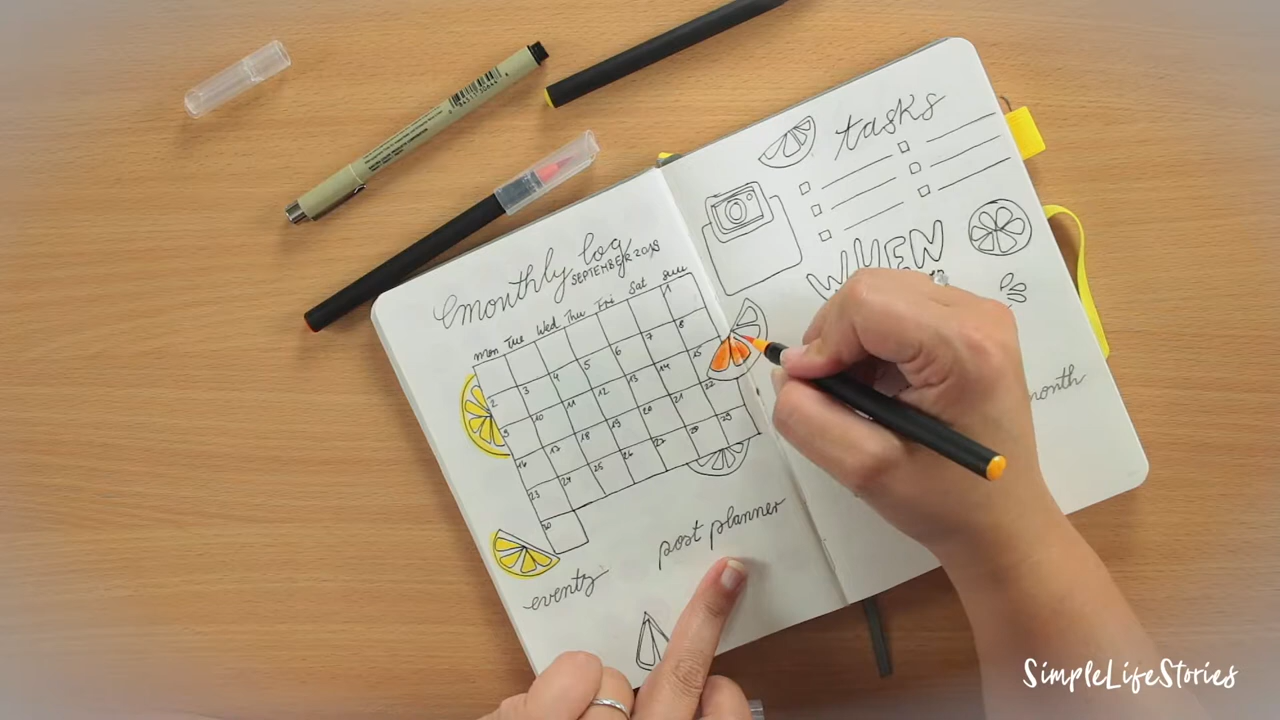 monthly log
SEPTEMBER 2018
Mon Tue Wed Thu Fri Sat Sun
1
2 3 4 5 6 7 8
9 10 11 12 13 14 15
16 17 18 19 20 21 22
23 24 25 26 27 28 29
30
events
post planner
tasks
WHEN
month
SimpleLifeStories